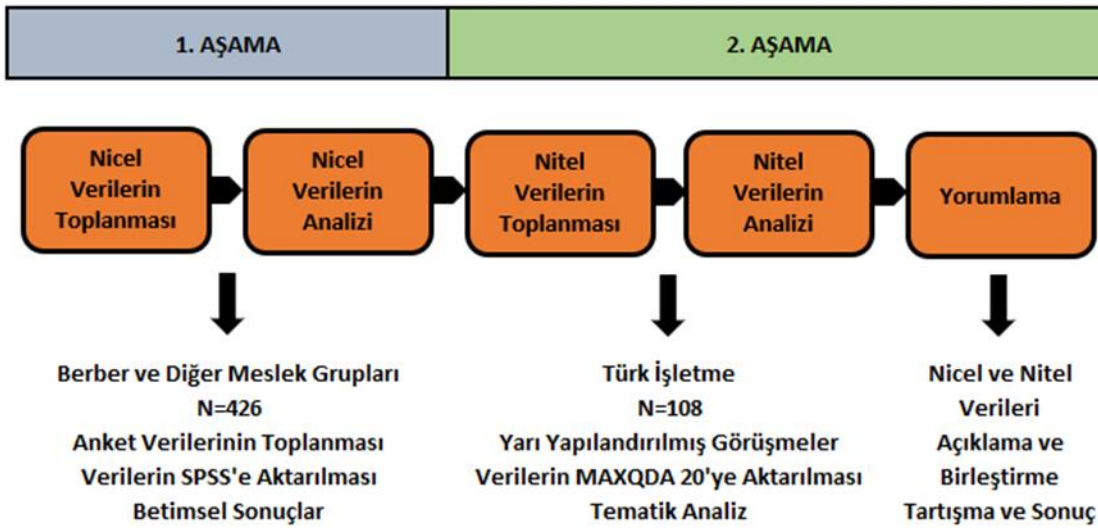 1. AŞAMA
2. AŞAMA
Nicel
Verilerin
Toplanması
Nicel
Verilerin
Analizi
Nitel
Verilerin
Toplanması
Nitel
Verilerin
Analizi
Yorumlama
Berber ve Diğer Meslek Grupları
N=426
Anket Verilerinin Toplanması
Verilerin SPSS'e Aktarılması
Betimsel Sonuçlar
Türk İşletme
N=108
Yarı Yapılandırılmış Görüşmeler
Verilerin MAXQDA 20'ye Aktarılması
Tematik Analiz
Nicel ve Nitel
Verileri
Açıklama ve
Birleştirme
Tartışma ve Sonuç